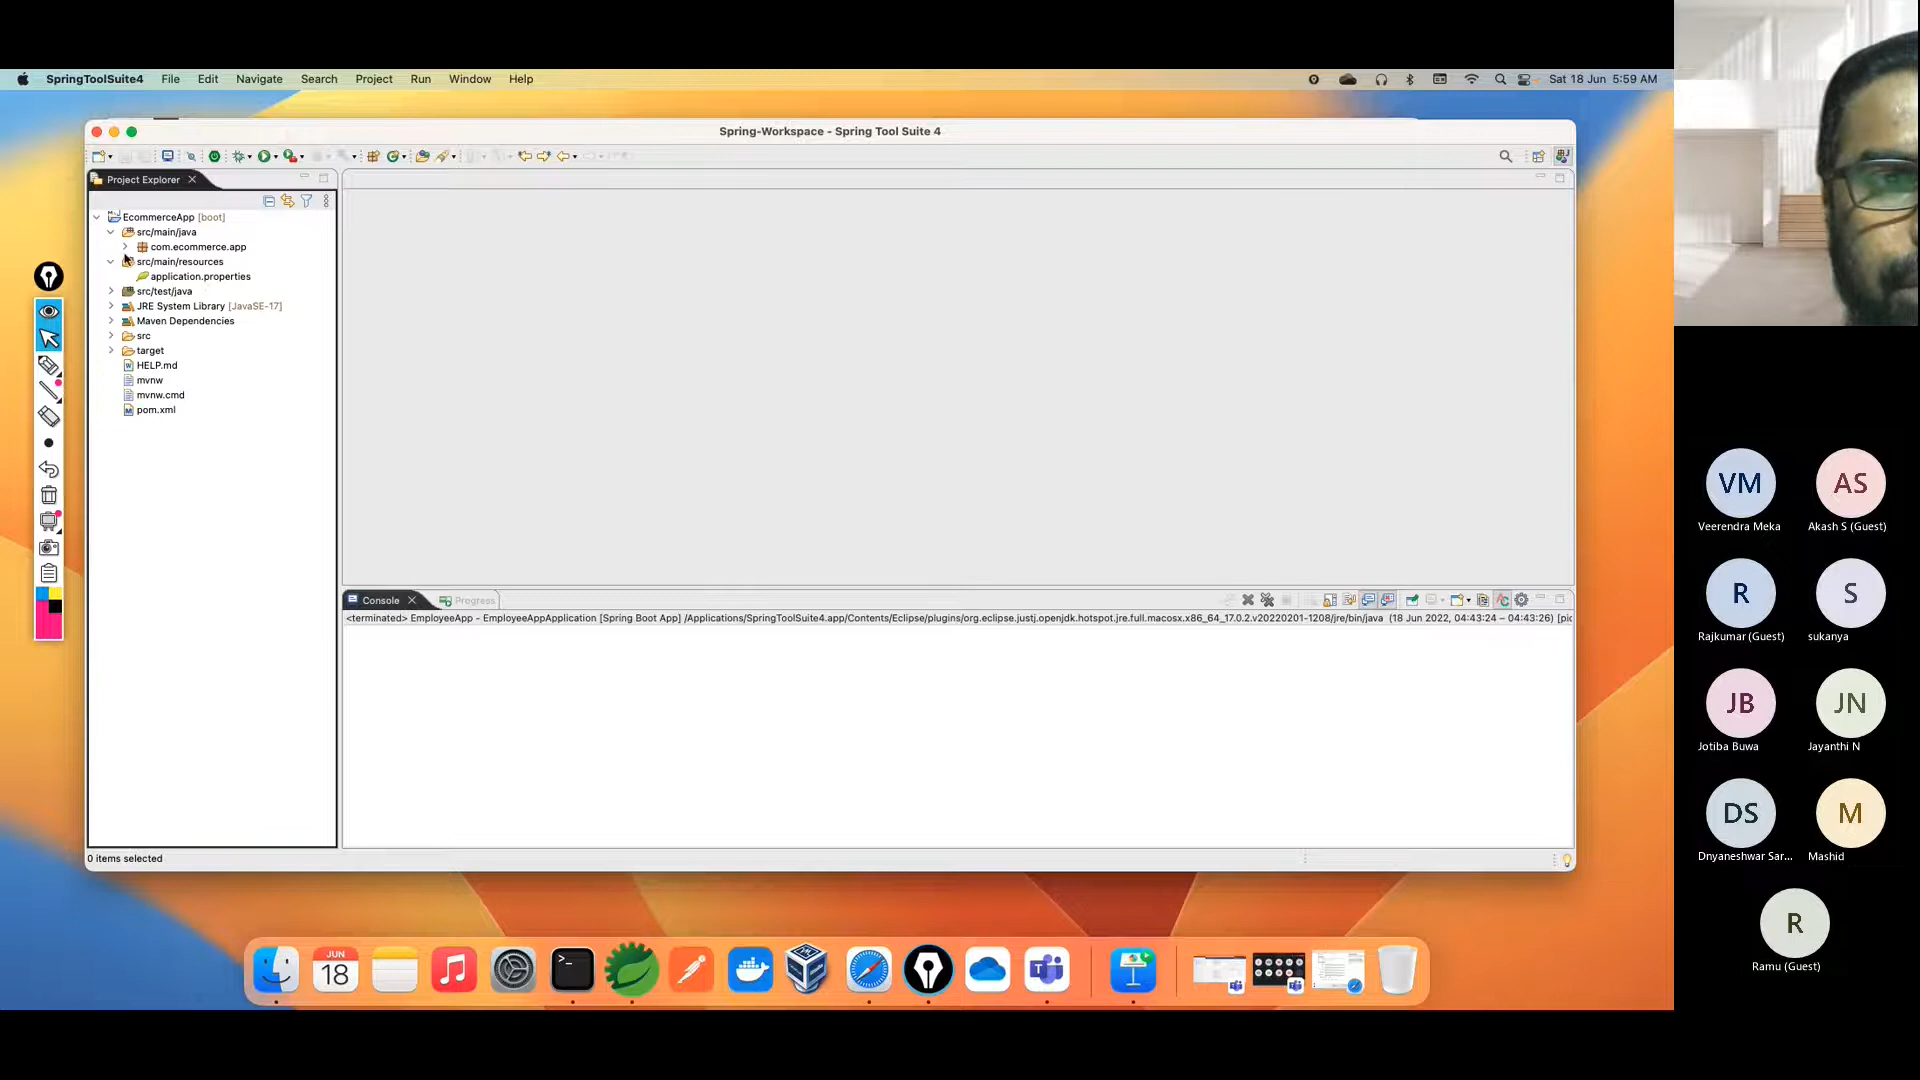 SpringToolSuite4 File Edit Navigate Search Project Run Window Help Sat 18 Jun 5:59 AM
Spring-Workspace - Spring Tool Suite 4
Project Explorer
EcommerceApp [boot]
src/main/java
com.ecommerce.app
src/main/resources
application.properties
src/test/java
JRE System Library [JavaSE-17]
Maven Dependencies
src
target
HELP.md
mvnw
mvnw.cmd
pom.xml
Console Progress
<terminated> EmployeeApp - EmployeeAppApplication [Spring Boot App] /Applications/SpringToolSuite4.app/Contents/Eclipse/plugins/org.eclipse.justj.openjdk.hotspot.jre.full.macosx.x86_64_17.0.2.v20220201-1208/jre/bin/java (18 Jun 2022, 04:43:24 – 04:43:26) [pid
0 items selected
JUN
18
VM AS
Veerendra Meka Akash S (Guest)
R S
Rajkumar (Guest) sukanya
JB JN
Jotiba Buwa Jayanthi N
DS M
Dnyaneshwar Sar... Mashid
R
Ramu (Guest)